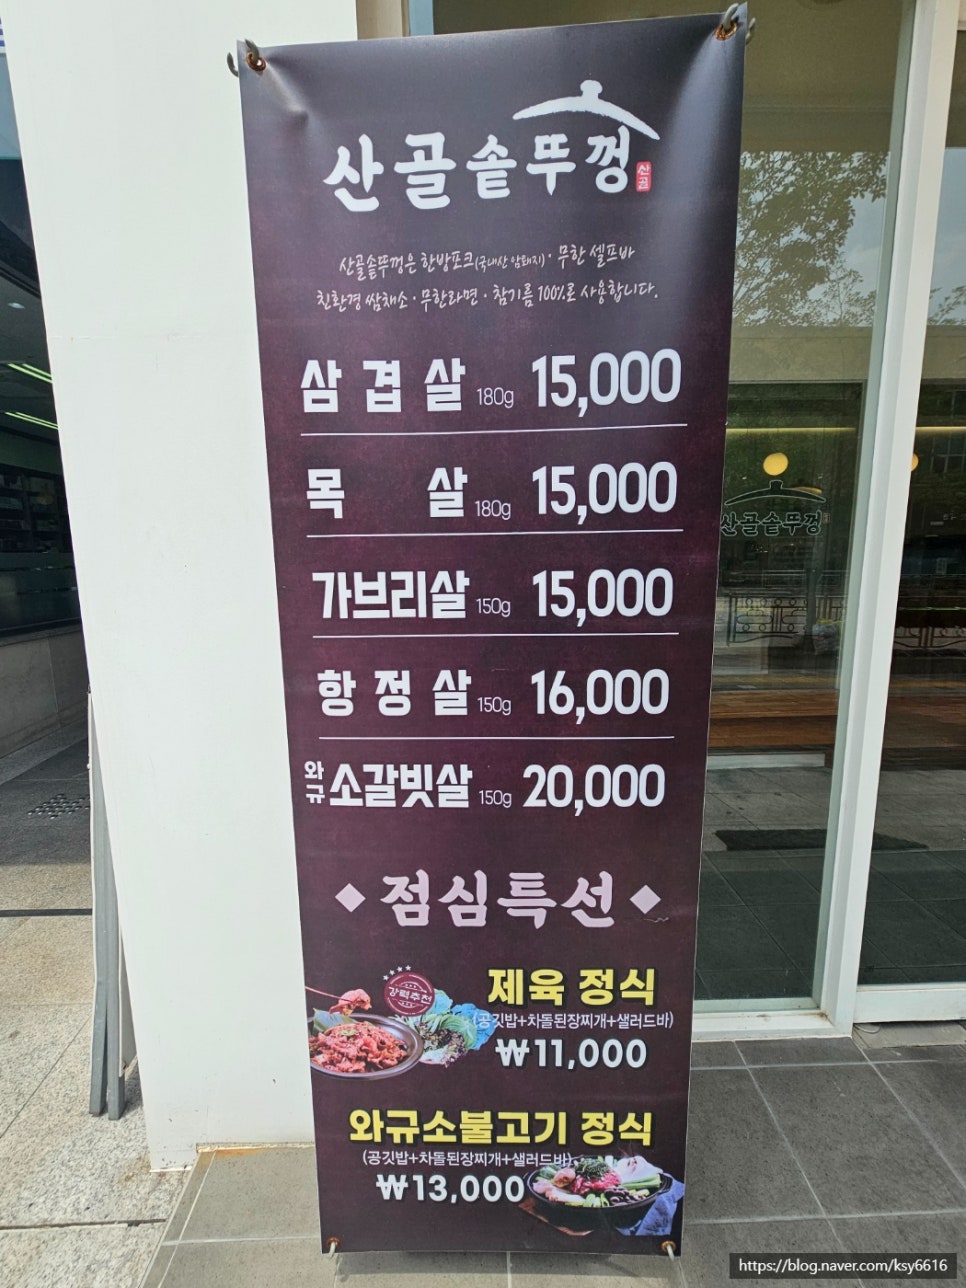 산골솥뚜껑
산골
산골솥뚜껑은 한방포크(국내산 암퇘지)· 무한 셀프바
친환경 쌈채소 · 무한라면 · 참기름 100%로 사용합니다.
삼겹살 180g 15,000
목살 180g 15,000
가브리살 150g 15,000
항정살 150g 16,000
와규 소갈빗살 150g 20,000
◆점심특선◆
강력추천
제육 정식
(공깃밥+차돌된장찌개+샐러드바)
₩11,000
와규소불고기 정식
(공깃밥+차돌된장찌개+샐러드바)
₩13,000
산골솥뚜껑
https://blog.naver.com/ksy6616